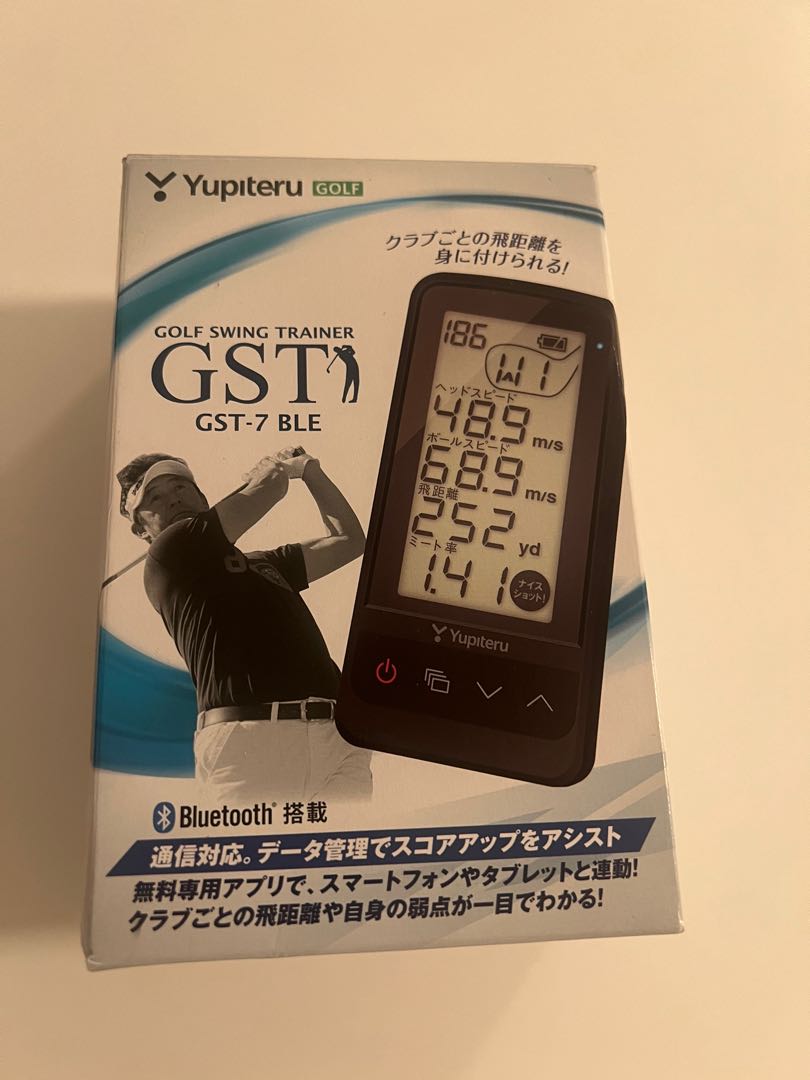 Yupiteru GOLF
クラブごとの飛距離を
身に付けられる!
GOLF SWING TRAINER
GST
GST-7 BLE
186
W1
ヘッドスピード
48.9 m/s
ボールスピード
68.9 m/s
飛距離
252 yd
ミート率
1.41
ナイス
ショット!
Yupiteru
Bluetooth® 搭載
通信対応。データ管理でスコアアップをアシスト
無料専用アプリで、スマートフォンやタブレットと連動!
クラブごとの飛距離や自身の弱点が一目でわかる!